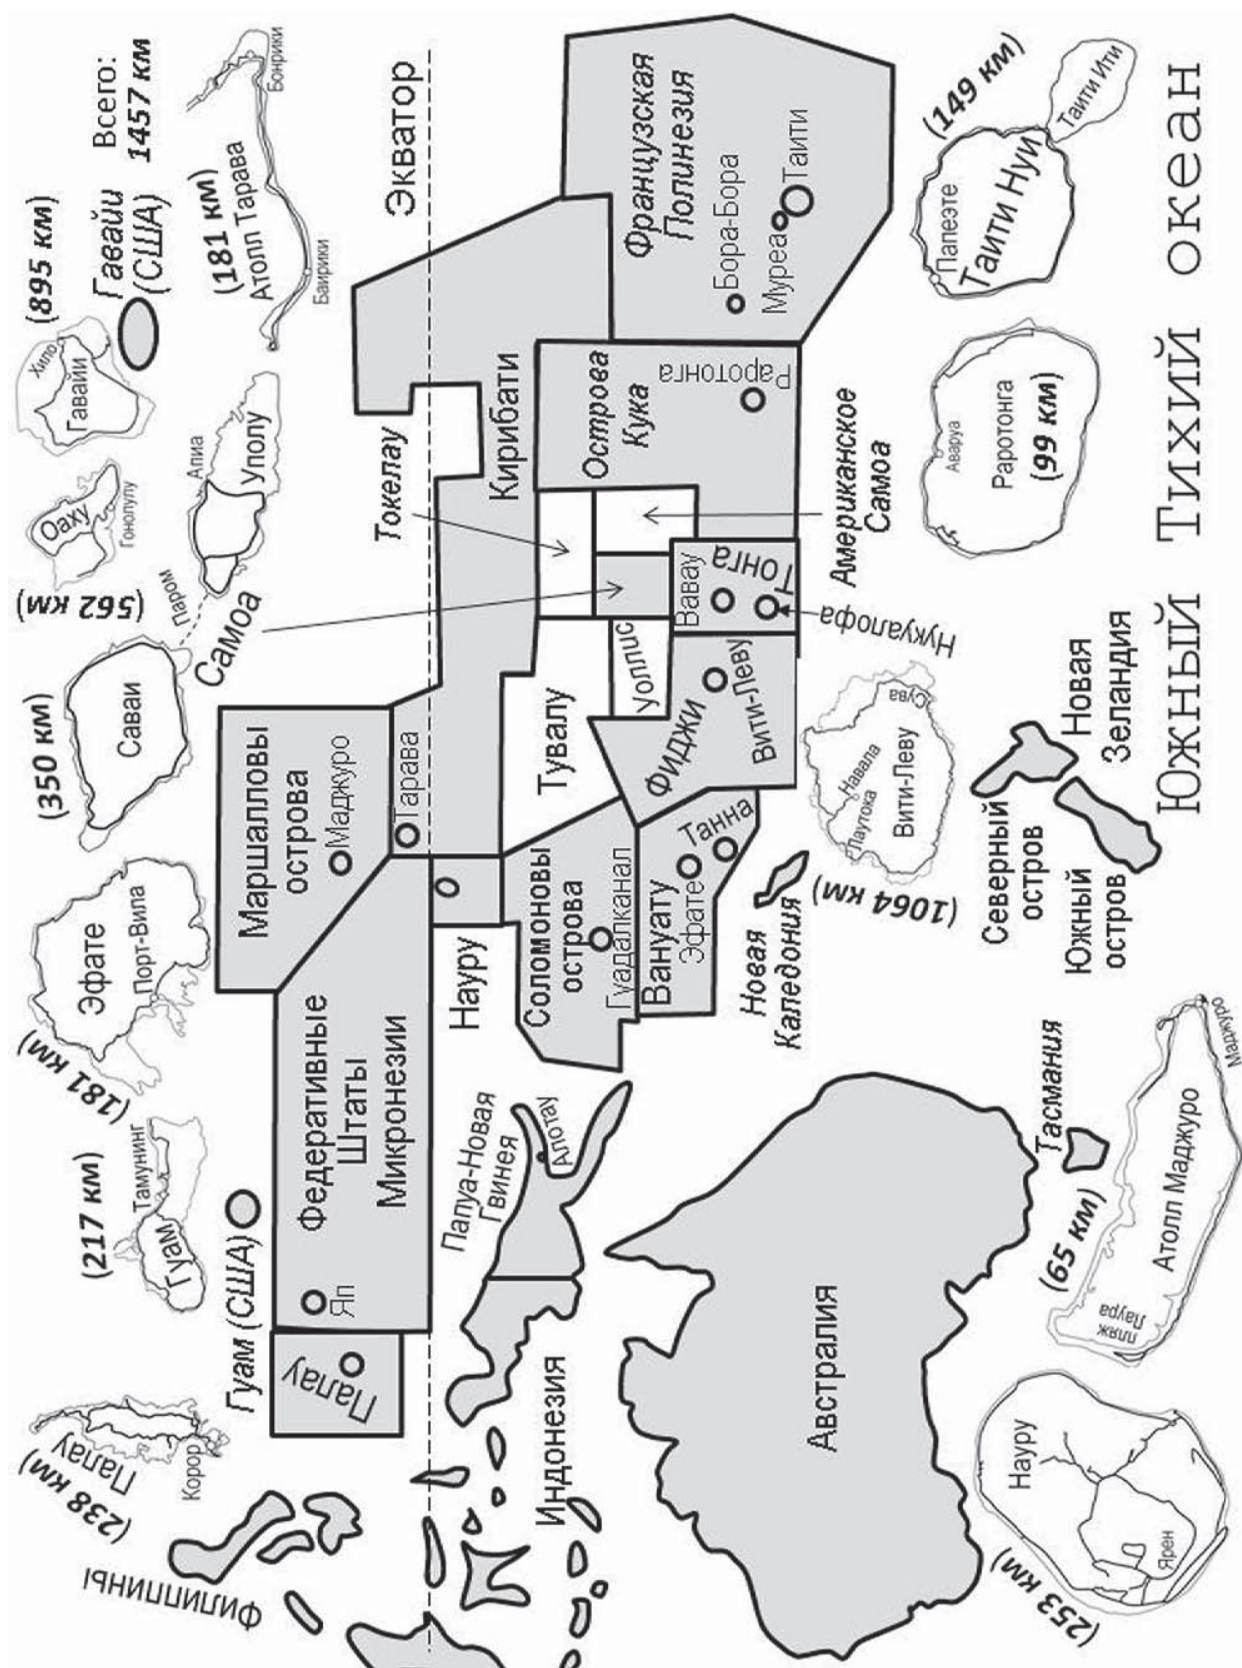 Филиппины
Палау
Корор
(238 км)
Гуам (США)
(217 км)
Тамунинг
Гуам
Эфате
Порт-Вила
(181 км)
(350 км)
Саваи
Самоа
Паром
Апиа
Уполу
(562 км)
Оаху
Гонолулу
(895 км)
Хило
Гавайи
Гавайи
(США)
Всего:
1457 км
(181 км)
Атолл Тарава
Баирики
Бонрики
Экватор
Палау
Яп
Федеративные
Штаты
Микронезии
Маршалловы
острова
Маджуро
Тарава
Кирибати
Токелау
Науру
Тувалу
Уоллис
Острова
Кука
Раротонга
Французская
Полинезия
Бора-Бора
Муреа
Таити
Американское
Самоа
Вавау
Тонга
Нукуалофа
Фиджи
Вити-Леву
Соломоновы
острова
Гуадалканал
Вануату
Эфате
Танна
Новая
Каледония
Папуа-Новая
Гвинея
Алотау
Индонезия
Австралия
Тасмания
Северный
остров
Южный
остров
Новая
Зеландия
(1064 км)
Лаутока
Навала
Сува
Вити-Леву
Науру
Ярен
(253 км)
(65 км)
Атолл Маджуро
пляж
Лаура
Маджуро
Аваруа
Раротонга
(99 км)
(149 км)
Папеэте
Таити Нуи
Таити Ити
Южный Тихий океан